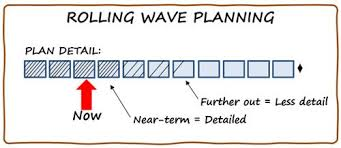 ROLLING WAVE PLANNING
PLAN DETAIL:
Further out = Less detail
Now
Near-term = Detailed